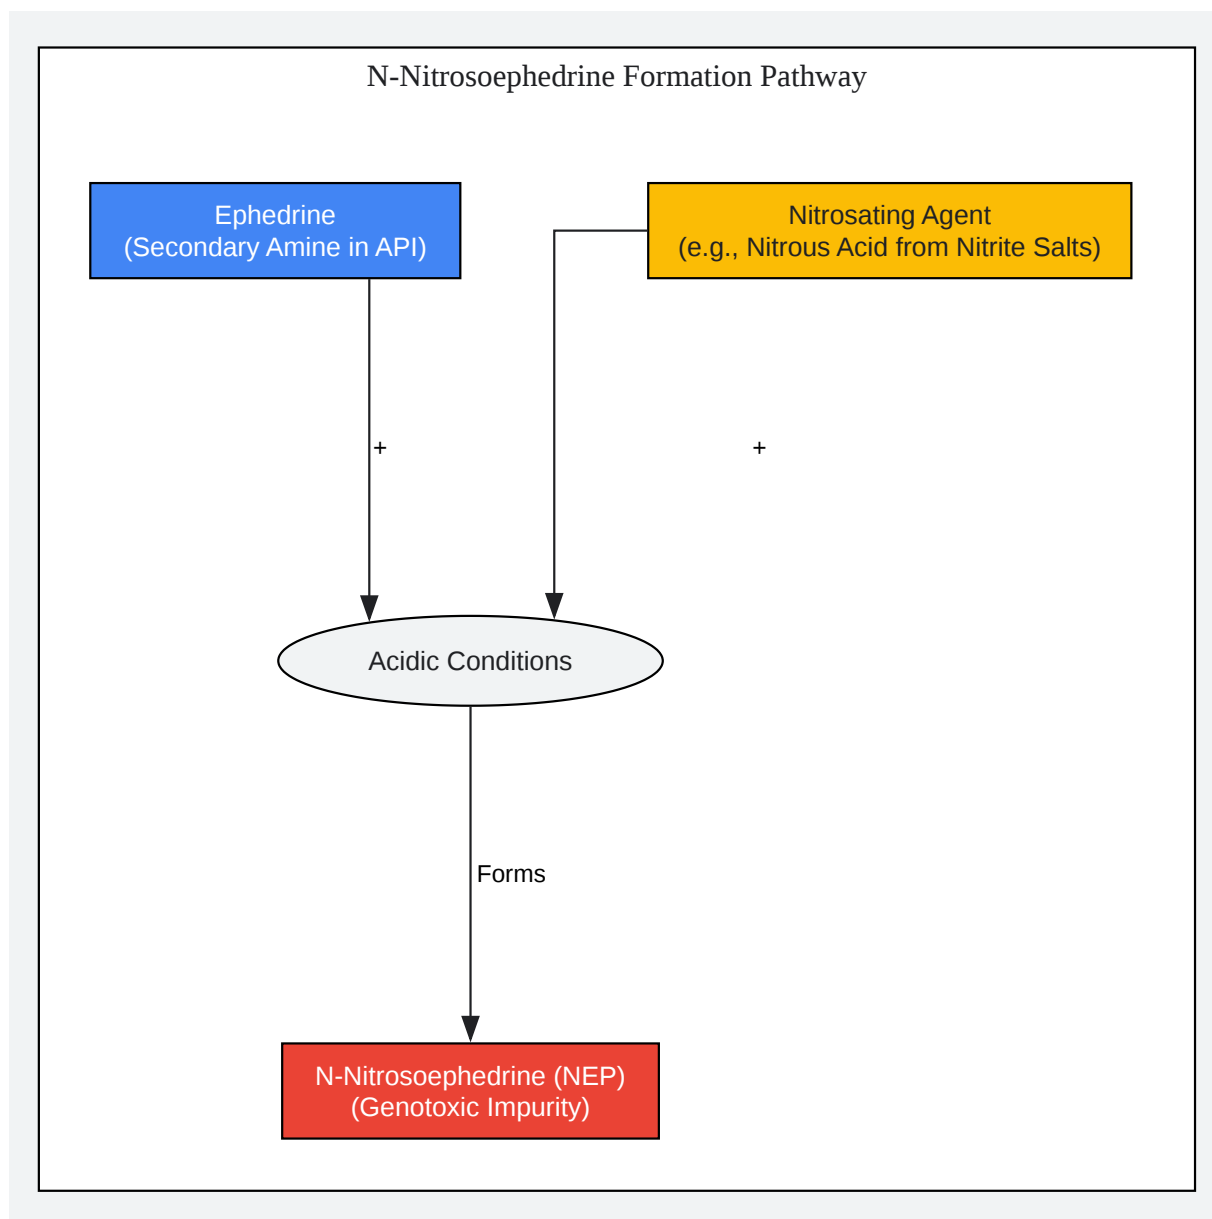 N-Nitrosoephedrine Formation Pathway
Ephedrine
(Secondary Amine in API)
Nitrosating Agent
(e.g., Nitrous Acid from Nitrite Salts)
+
+
Acidic Conditions
Forms
N-Nitrosoephedrine (NEP)
(Genotoxic Impurity)